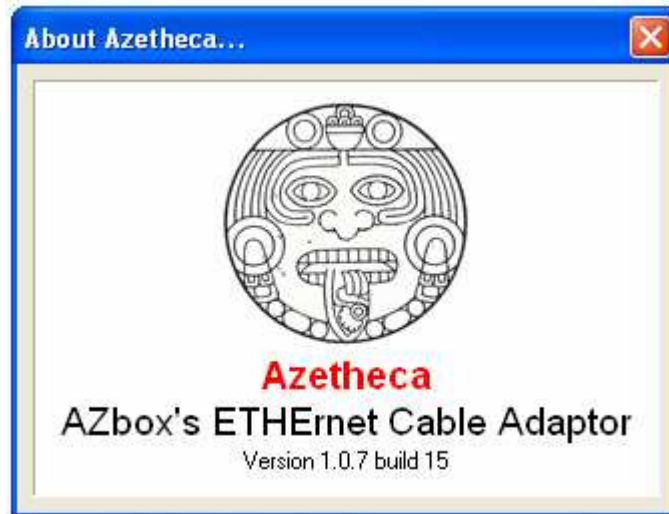 About Azetheca...
Azetheca
AZbox's ETHErnet Cable Adaptor
Version 1.0.7 build 15